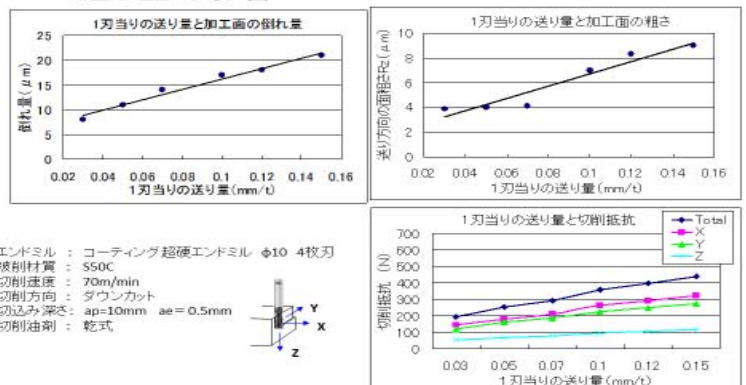 1刃当りの送り量と加工面の倒れ量
倒れ量(μm)
25
20
15
10
5
0
0.02 0.04 0.06 0.08 0.10 0.12 0.14 0.16
1刃当りの送り量(mm/t)
1刃当りの送り量と加工面の粗さ
送り方向の面粗さRz(μm)
10
8
6
4
2
0
0.02 0.04 0.06 0.08 0.1 0.12 0.14 0.16
1刃当りの送り量(mm/t)
エンドミル : コーティング超硬エンドミル φ10 4枚刃
被削材質 : S50C
切削速度 : 70m/min
切削方向 : ダウンカット
切込み深さ: ap=10mm ae=0.5mm
切削油剤 : 乾式
Y
X
Z
1刃当りの送り量と切削抵抗
Total
X
Y
Z
切削抵抗 (N)
700
600
500
400
300
200
100
0
0.03 0.05 0.07 0.1 0.12 0.15
1刃当りの送り量(mm/t)